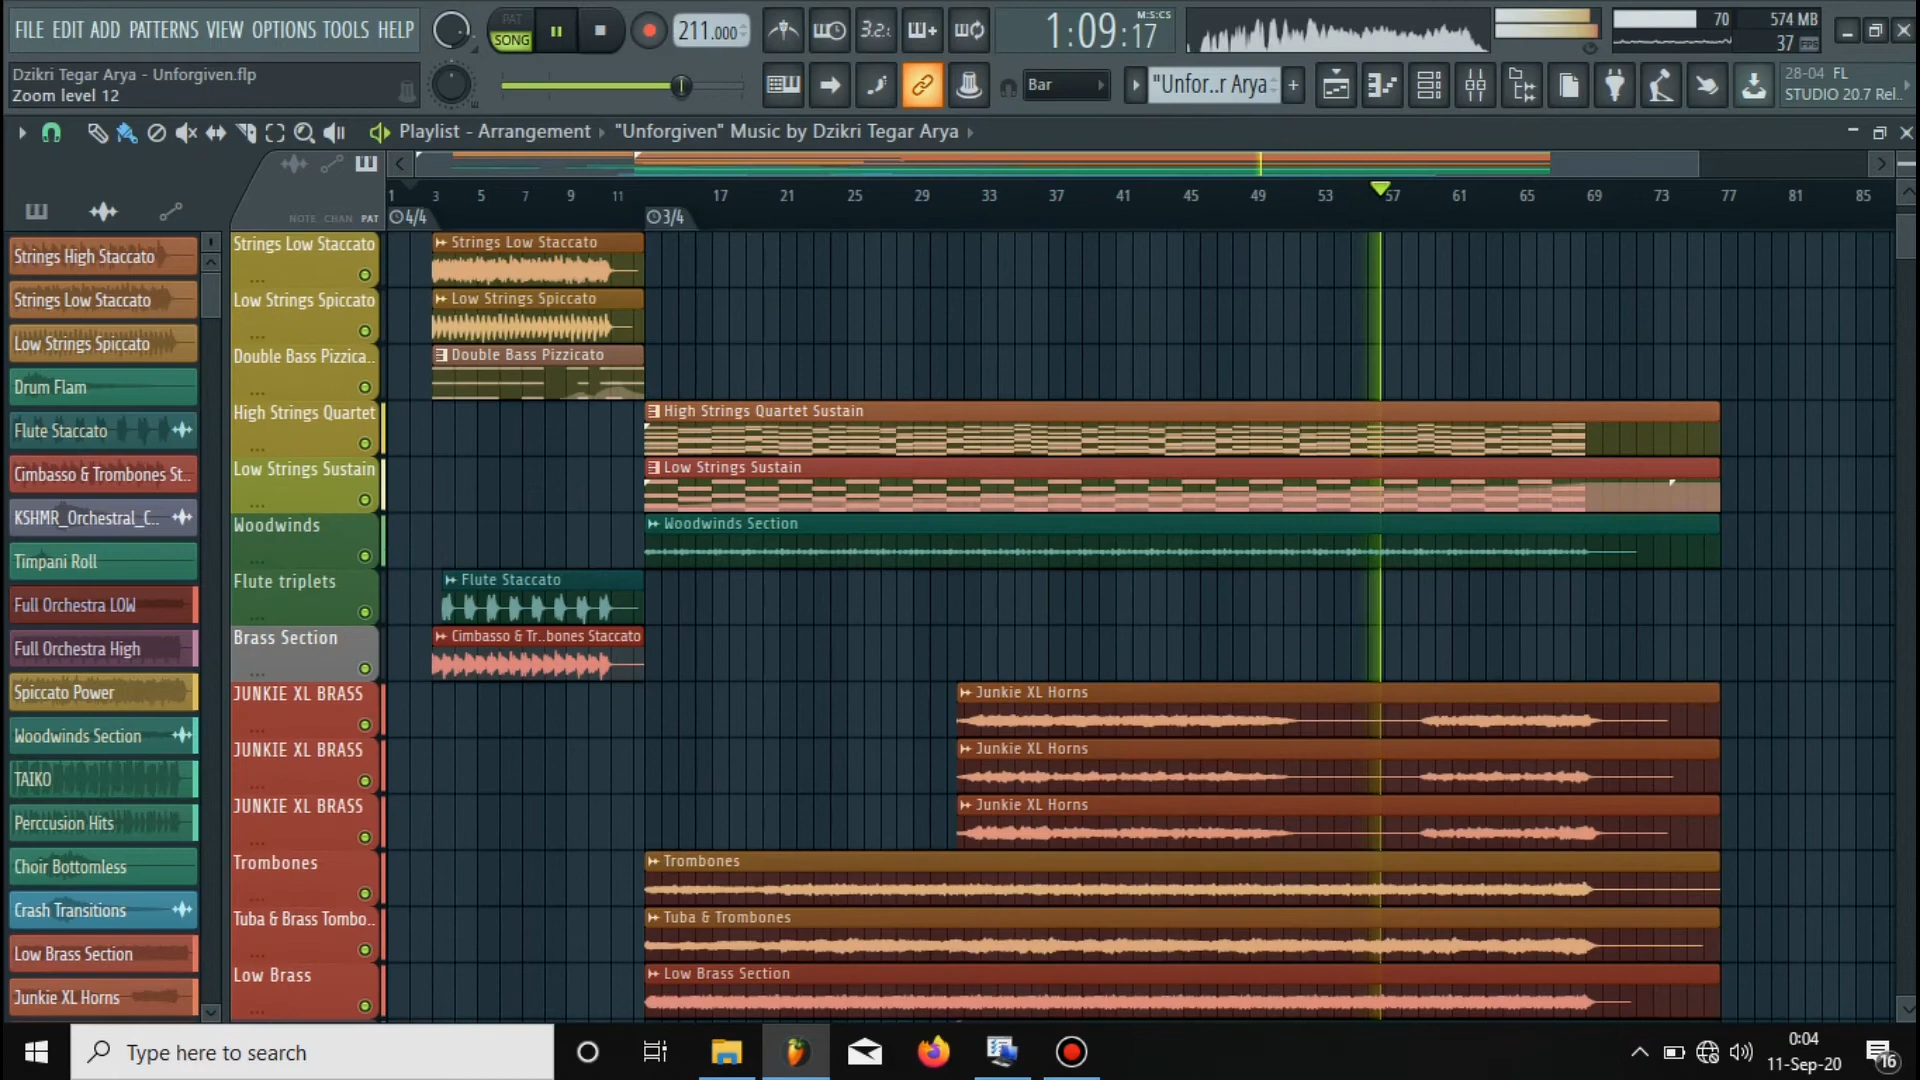 FILE EDIT ADD PATTERNS VIEW OPTIONS TOOLS HELP
PAT
SONG
211.000
3.2
1:09:17
M:S:CS
70
574 MB
37
FPS
Dzikri Tegar Arya - Unforgiven.flp
Zoom level 12
Bar
"Unfor..r Arya
28-04 FL
STUDIO 20.7 Rel..
Playlist - Arrangement "Unforgiven" Music by Dzikri Tegar Arya
NOTE CHAN PAT
1 3 5 7 9 11 17 21 25 29 33 37 41 45 49 53 57 61 65 69 73 77 81 85
4/4
3/4
Strings High Staccato
Strings Low Staccato
Low Strings Spiccato
Drum Flam
Flute Staccato
Cimbasso & Trombones St..
KSHMR_Orchestral_C..
Timpani Roll
Full Orchestra LOW
Full Orchestra High
Spiccato Power
Woodwinds Section
TAIKO
Perccusion Hits
Choir Bottomless
Crash Transitions
Low Brass Section
Junkie XL Horns
Strings Low Staccato
Low Strings Spiccato
Double Bass Pizzica..
High Strings Quartet
Low Strings Sustain
Woodwinds
Flute triplets
Brass Section
JUNKIE XL BRASS
JUNKIE XL BRASS
JUNKIE XL BRASS
Trombones
Tuba & Brass Tombo..
Low Brass
Strings Low Staccato
Low Strings Spiccato
Double Bass Pizzicato
High Strings Quartet Sustain
Low Strings Sustain
Woodwinds Section
Flute Staccato
Cimbasso & Tr..bones Staccato
Junkie XL Horns
Junkie XL Horns
Junkie XL Horns
Trombones
Tuba & Trombones
Low Brass Section
Type here to search
0:04
11-Sep-20
16